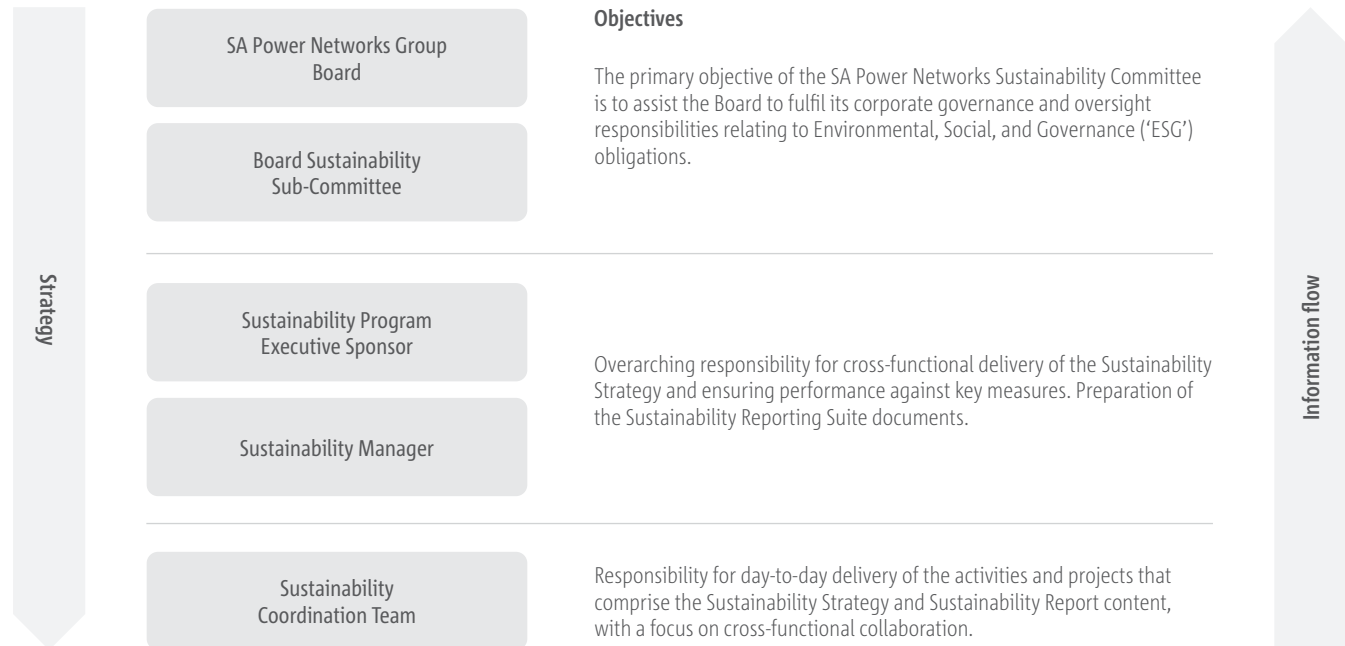 Strategy
SA Power Networks Group
Board
Board Sustainability
Sub-Committee
Objectives
The primary objective of the SA Power Networks Sustainability Committee
is to assist the Board to fulfil its corporate governance and oversight
responsibilities relating to Environmental, Social, and Governance (‘ESG’)
obligations.
Sustainability Program
Executive Sponsor
Sustainability Manager
Overarching responsibility for cross-functional delivery of the Sustainability
Strategy and ensuring performance against key measures. Preparation of
the Sustainability Reporting Suite documents.
Sustainability
Coordination Team
Responsibility for day-to-day delivery of the activities and projects that
comprise the Sustainability Strategy and Sustainability Report content,
with a focus on cross-functional collaboration.
Information flow